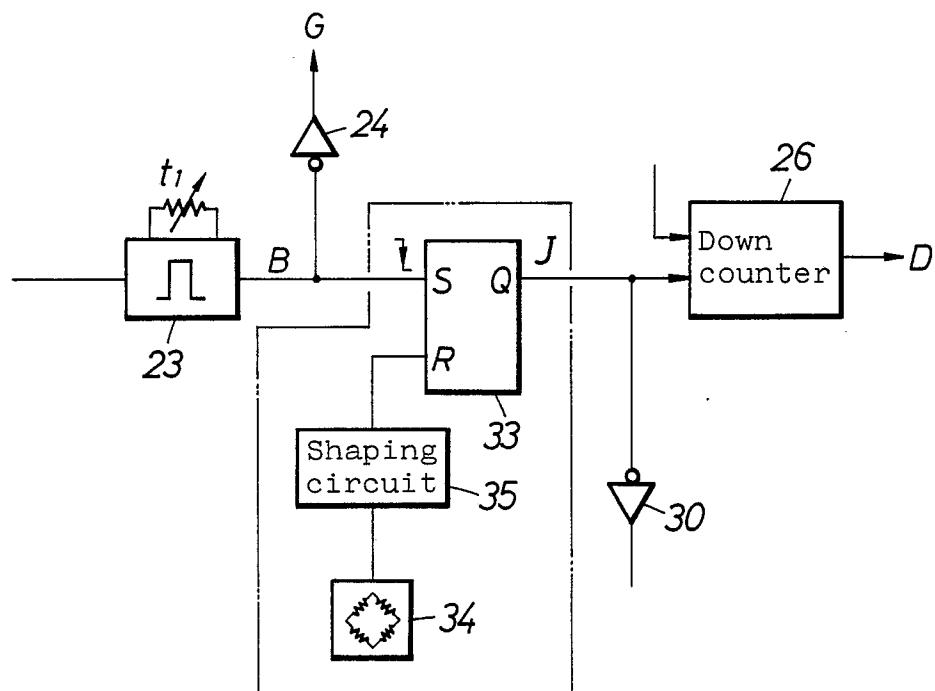 G
24
t1
26
B
J
Down
counter
D
S Q
23
R
33
Shaping
circuit
35
30
34